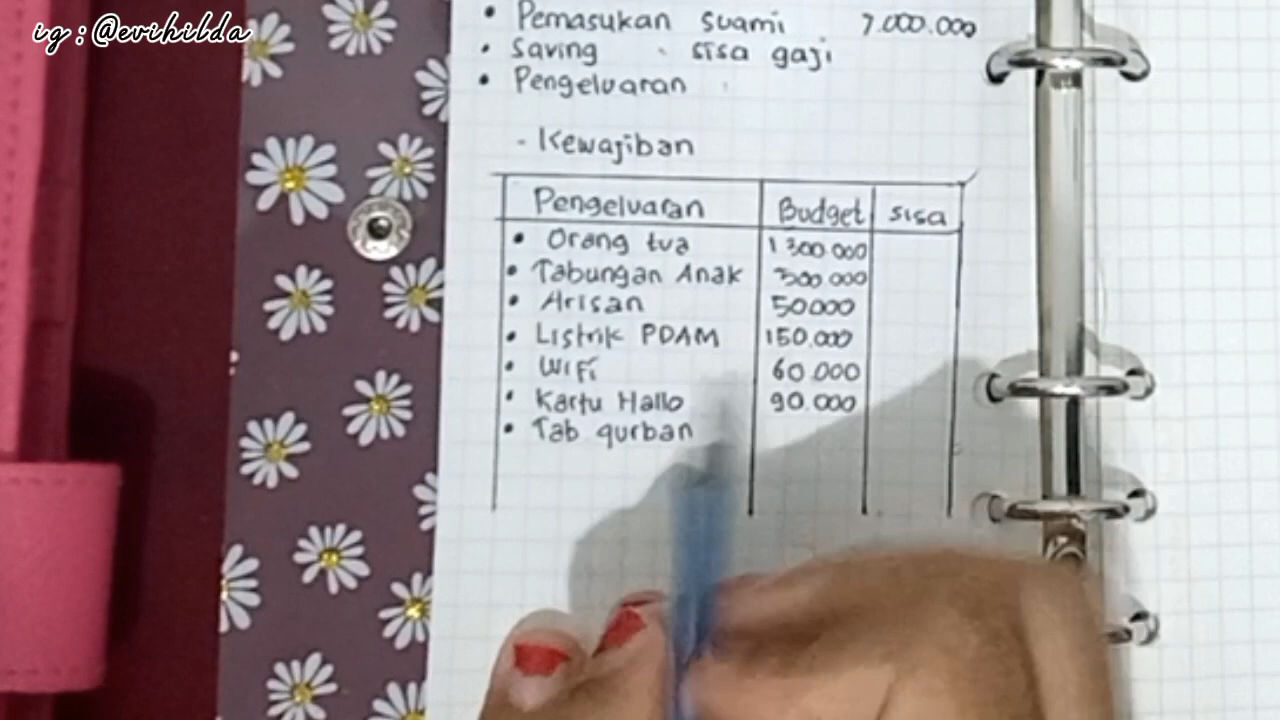 ig : @evihilda
• Pemasukan suami 7.000.000
• Saving sisa gaji
• Pengeluaran
- Kewajiban
Pengeluaran Budget sisa
• Orang tua 1 300.000
• Tabungan Anak 300.000
• Arisan 50000
• Listrik PDAM 150.000
• WiFi 60.000
• Kartu Hallo 90.000
• Tab qurban